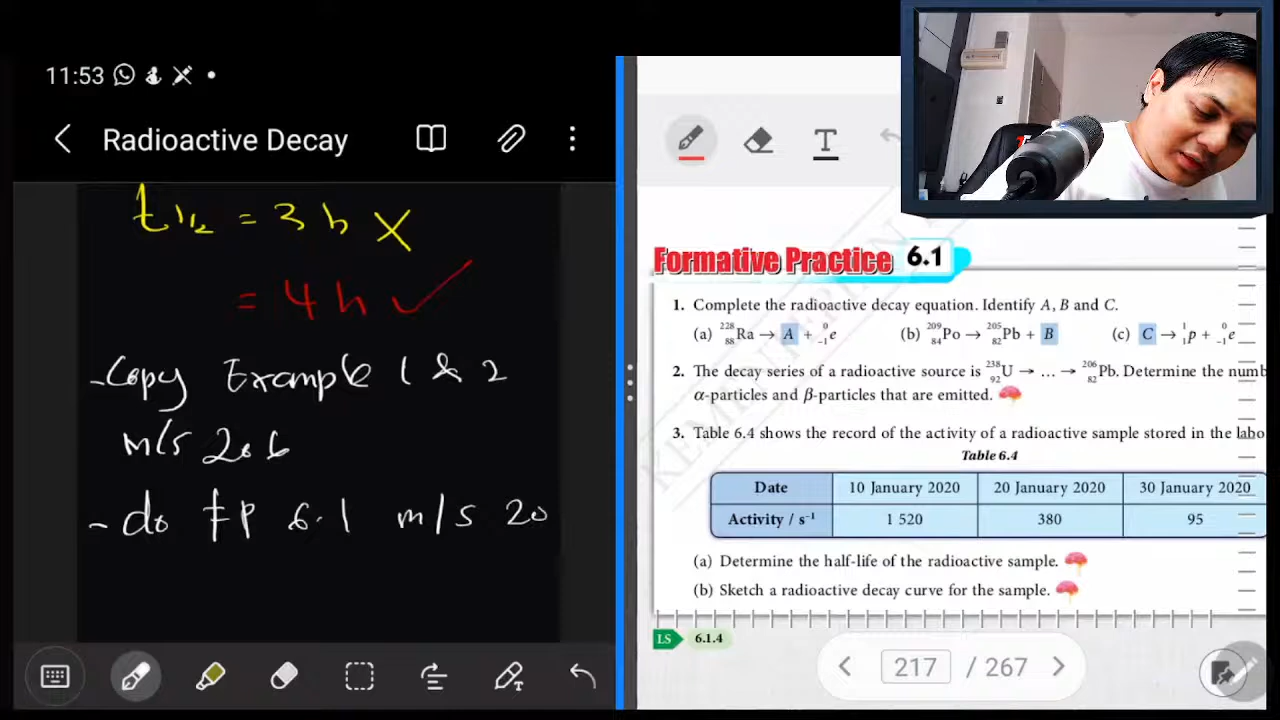 11:53
Radioactive Decay
t 1/2 = 3 h X
= 4 h ✓
- Copy Example 1 & 2
m/s 206
- do FP 6.1 m/s 20
Formative Practice 6.1
1. Complete the radioactive decay equation. Identify A, B and C.
(a) ²²⁸₈₈Ra → A + ⁰₋₁e (b) ²⁰⁹₈₄Po → ²⁰⁵₈₂Pb + B (c) C → ¹₁p + ⁰₋₁e
2. The decay series of a radioactive source is ²³⁸₉₂U → ... → ²⁰⁶₈₂Pb. Determine the numb
α-particles and β-particles that are emitted.
3. Table 6.4 shows the record of the activity of a radioactive sample stored in the labo
Table 6.4
Date 10 January 2020 20 January 2020 30 January 2020
Activity / s⁻¹ 1 520 380 95
(a) Determine the half-life of the radioactive sample.
(b) Sketch a radioactive decay curve for the sample.
LS 6.1.4
217 / 267